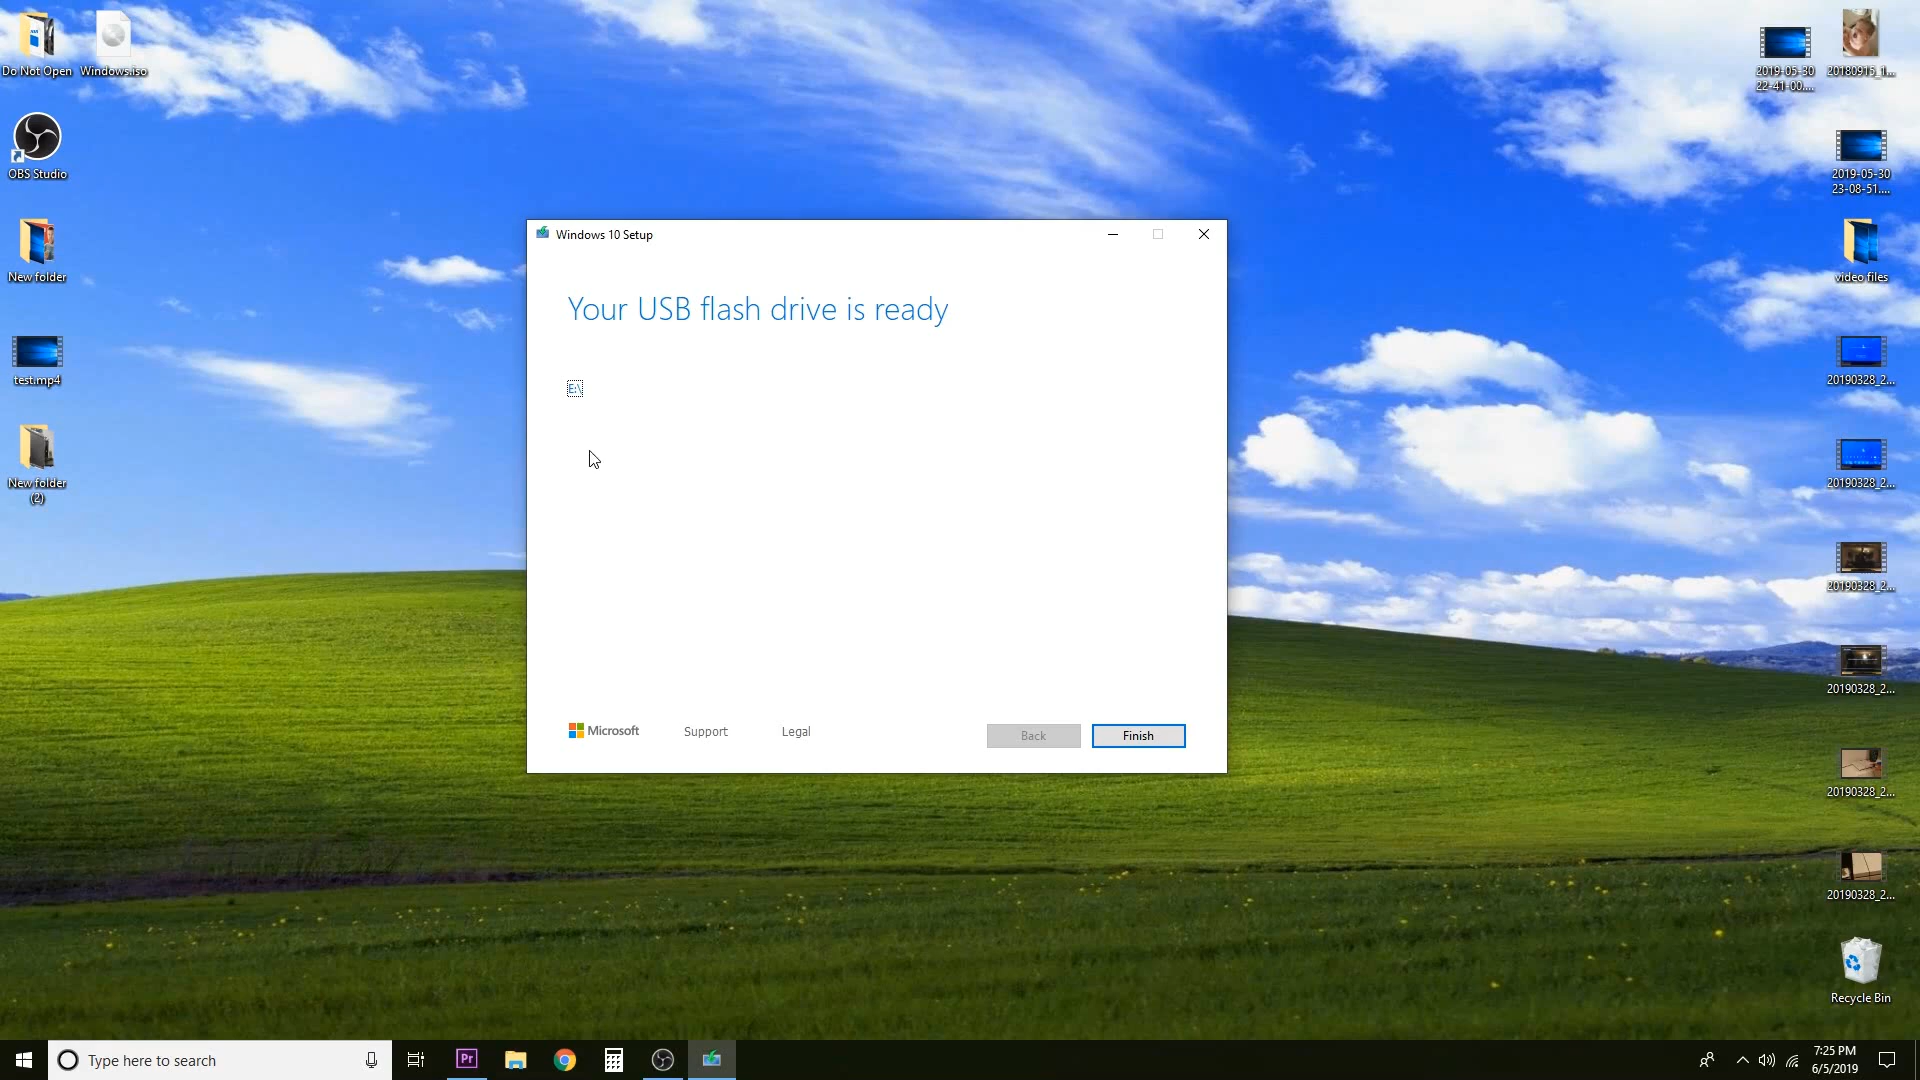 Do Not Open
Windows.iso
OBS Studio
New folder
test.mp4
New folder
(2)
2019-05-30
22-41-00....
20180915_1...
2019-05-30
23-08-51....
video files
20190328_2...
20190328_2...
20190328_2...
20190328_2...
20190328_2...
20190328_2...
Recycle Bin
Windows 10 Setup
Your USB flash drive is ready
E:\
Microsoft
Support
Legal
Back
Finish
Type here to search
Pr
7:25 PM
6/5/2019